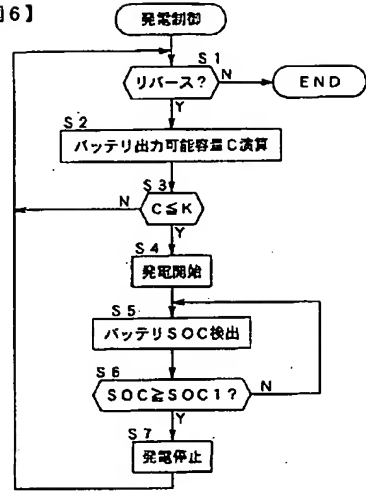 図6】
発電制御
S1
リバース?
N
END
Y
S2
バッテリ出力可能容量C演算
S3
N
C≦K
Y
S4
発電開始
S5
バッテリSOC検出
S6
SOC≧SOC1?
N
Y
S7
発電停止